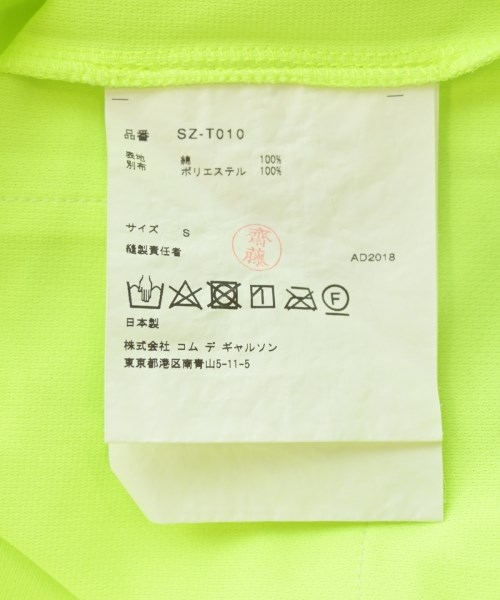 品番 SZ-T010
表地 綿 100%
別布 ポリエステル 100%
サイズ S
縫製責任者 齋藤
AD2018
F
日本製
株式会社 コム デ ギャルソン
東京都港区南青山5-11-5